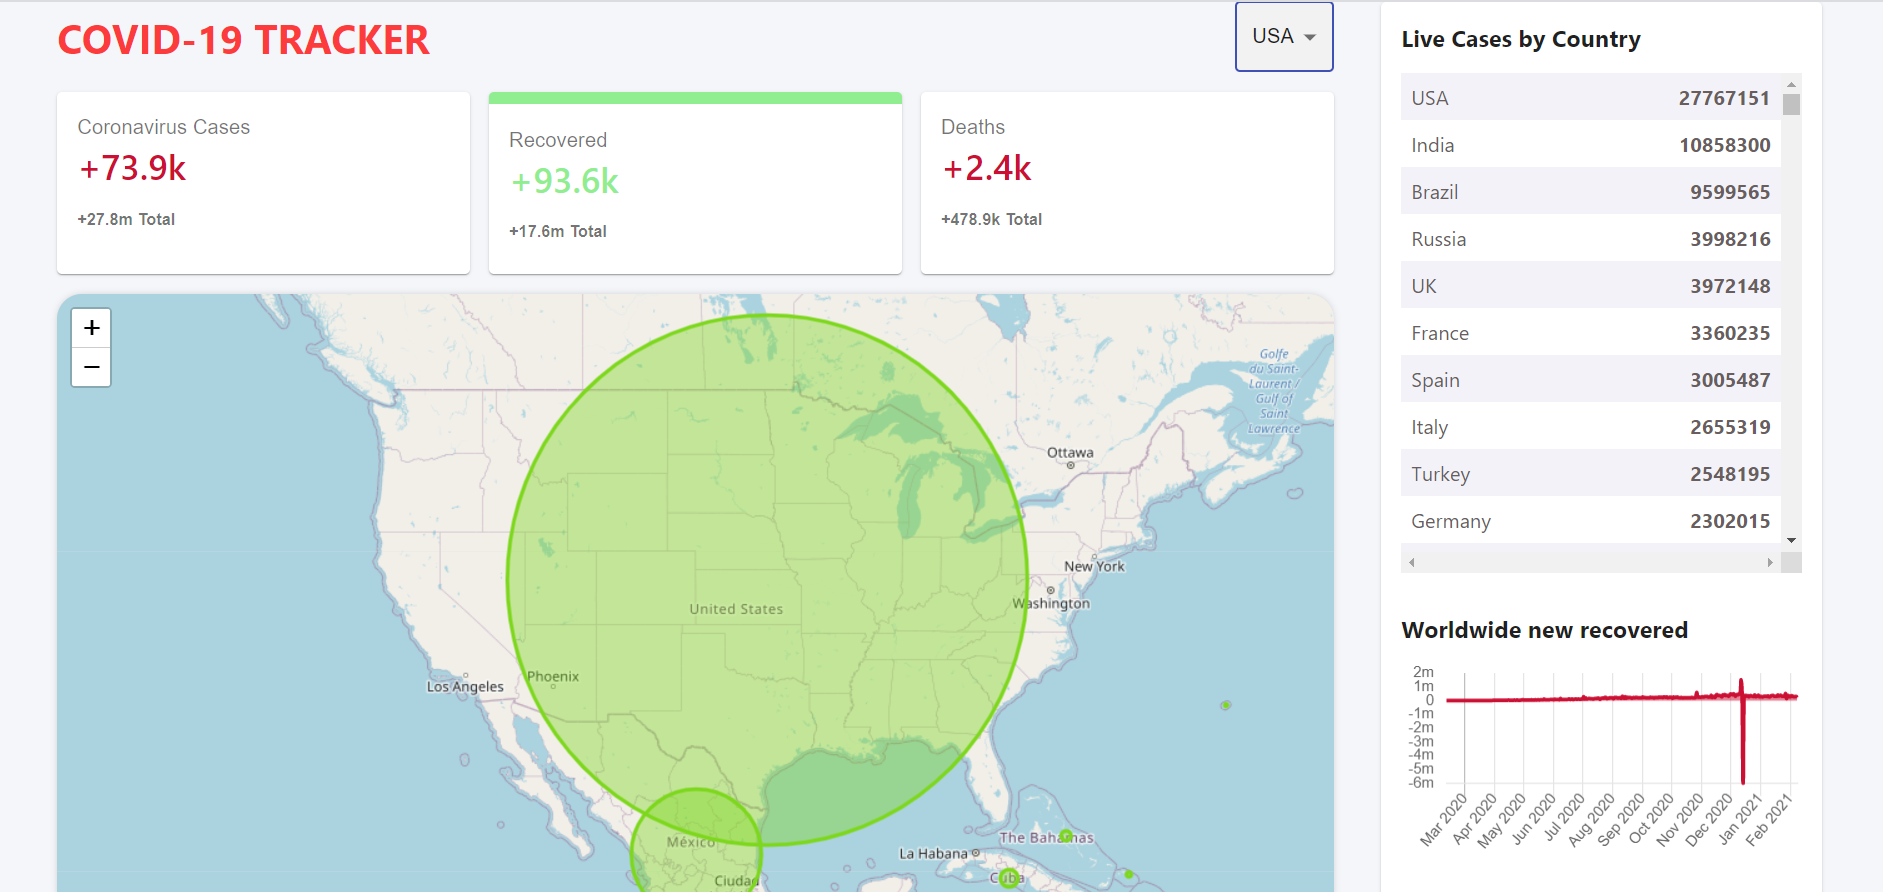 COVID-19 TRACKER
USA
Coronavirus Cases
+73.9k
+27.8m Total
Recovered
+93.6k
+17.6m Total
Deaths
+2.4k
+478.9k Total
+
−
Golfe
du Saint-
Laurent /
Gulf of
Saint
Lawrence
Ottawa
New York
Washington
United States
Phoenix
Los Angeles
The Bahamas
México
La Habana
Ciudad
Cuba
Live Cases by Country
USA 27767151
India 10858300
Brazil 9599565
Russia 3998216
UK 3972148
France 3360235
Spain 3005487
Italy 2655319
Turkey 2548195
Germany 2302015
Worldwide new recovered
2m
1m
0
-1m
-2m
-3m
-4m
-5m
-6m
Mar 2020
Apr 2020
May 2020
Jun 2020
Jul 2020
Aug 2020
Sep 2020
Oct 2020
Nov 2020
Dec 2020
Jan 2021
Feb 2021